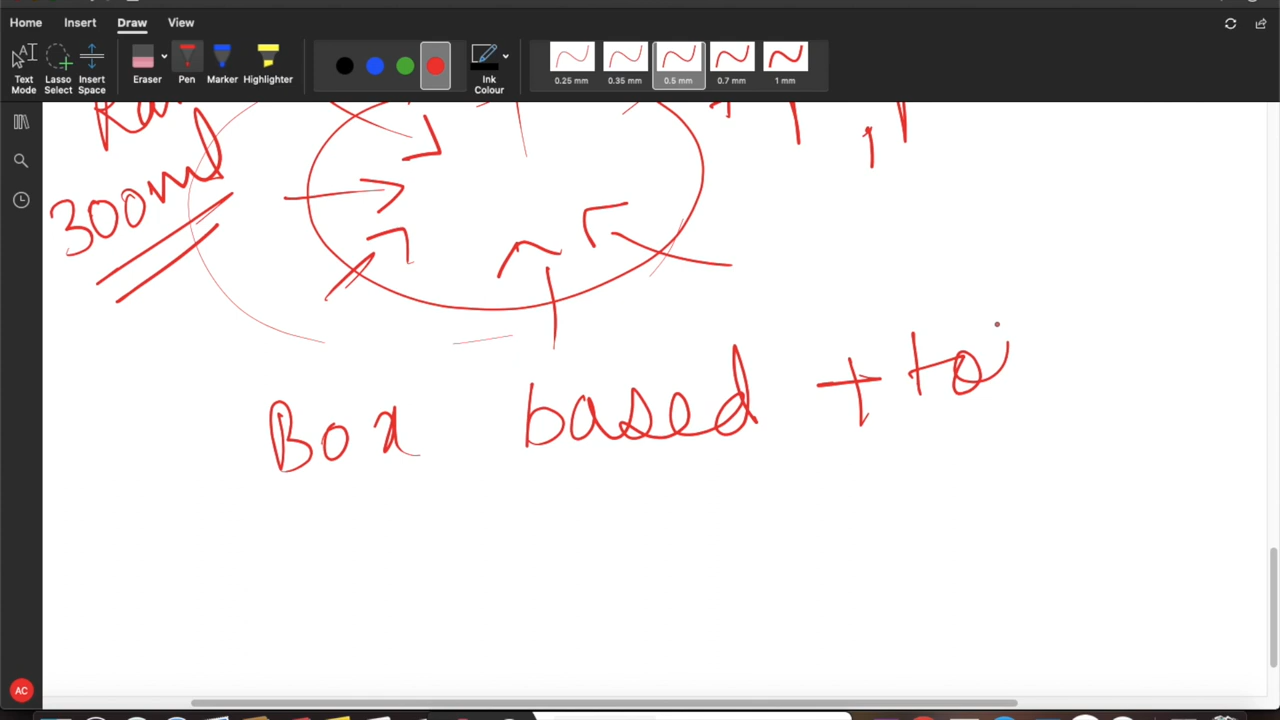 Home Insert Draw View
Text Mode Lasso Select Insert Space Eraser Pen Marker Highlighter Ink Colour 0.25 mm 0.35 mm 0.5 mm 0.7 mm 1 mm
300ml
Box based + to
AC